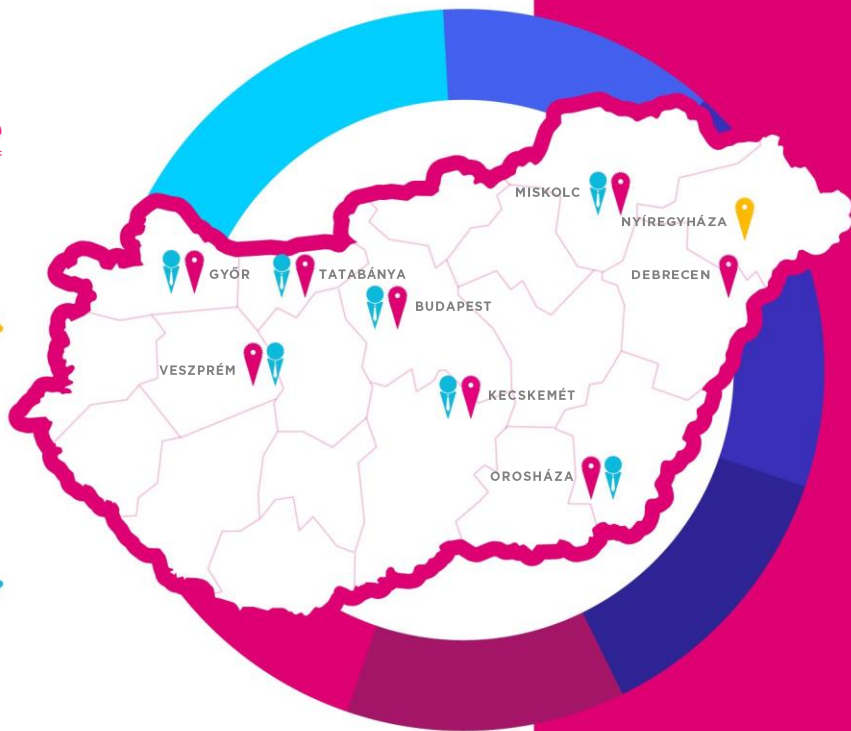 MISKOLC
NYÍREGYHÁZA
GYŐR
TATABÁNYA
DEBRECEN
BUDAPEST
VESZPRÉM
KECSKEMÉT
OROSHÁZA